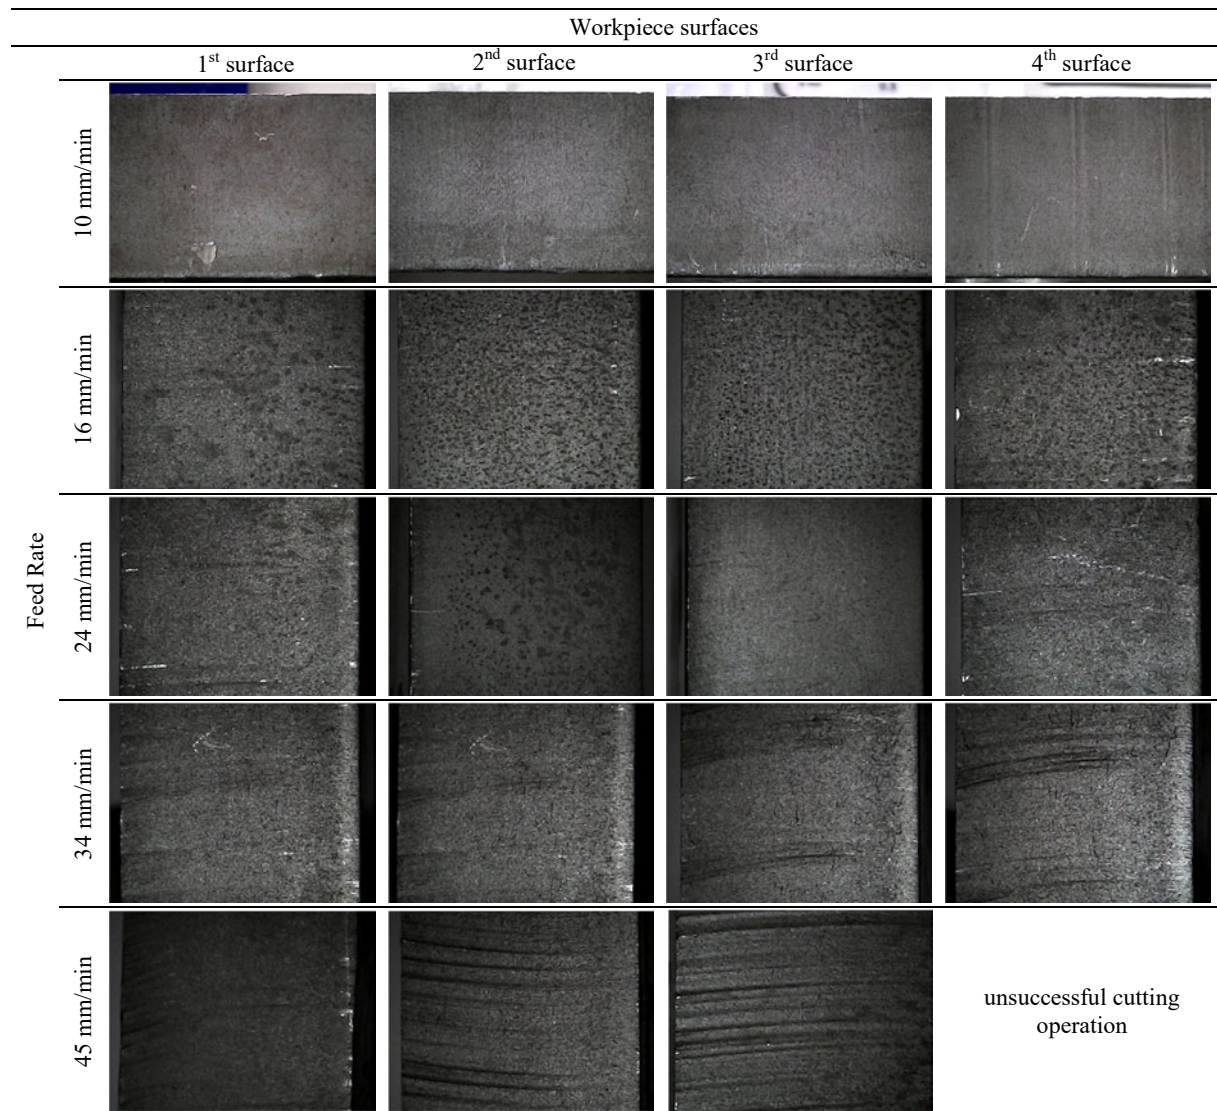 Workpiece surfaces
1st surface 2nd surface 3rd surface 4th surface
Feed Rate
10 mm/min
16 mm/min
24 mm/min
34 mm/min
45 mm/min
unsuccessful cutting
operation